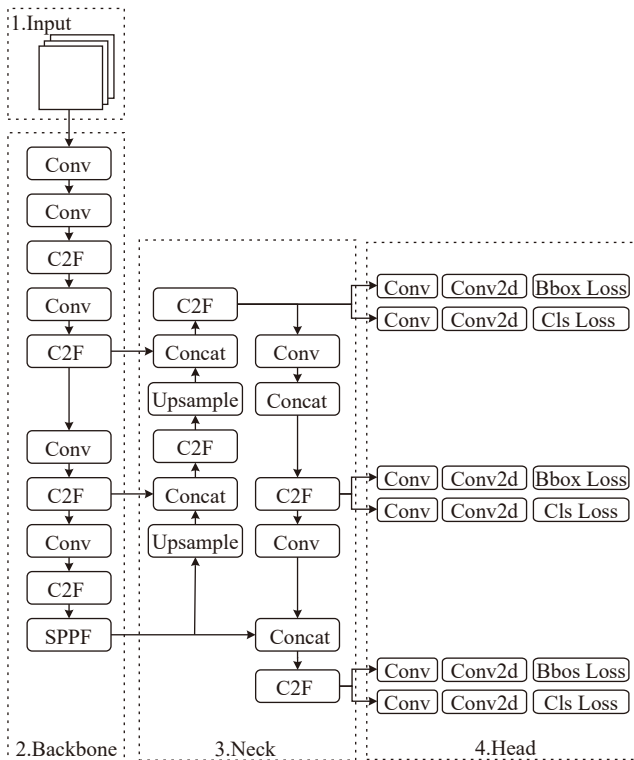 1.Input
Conv
Conv
C2F
Conv
C2F
Conv
C2F
Conv
C2F
SPPF
2.Backbone
C2F
Concat
Upsample
C2F
Concat
Upsample
Conv
Concat
C2F
Conv
Concat
C2F
3.Neck
Conv Conv2d Bbox Loss
Conv Conv2d Cls Loss
Conv Conv2d Bbox Loss
Conv Conv2d Cls Loss
Conv Conv2d Bbos Loss
Conv Conv2d Cls Loss
4.Head